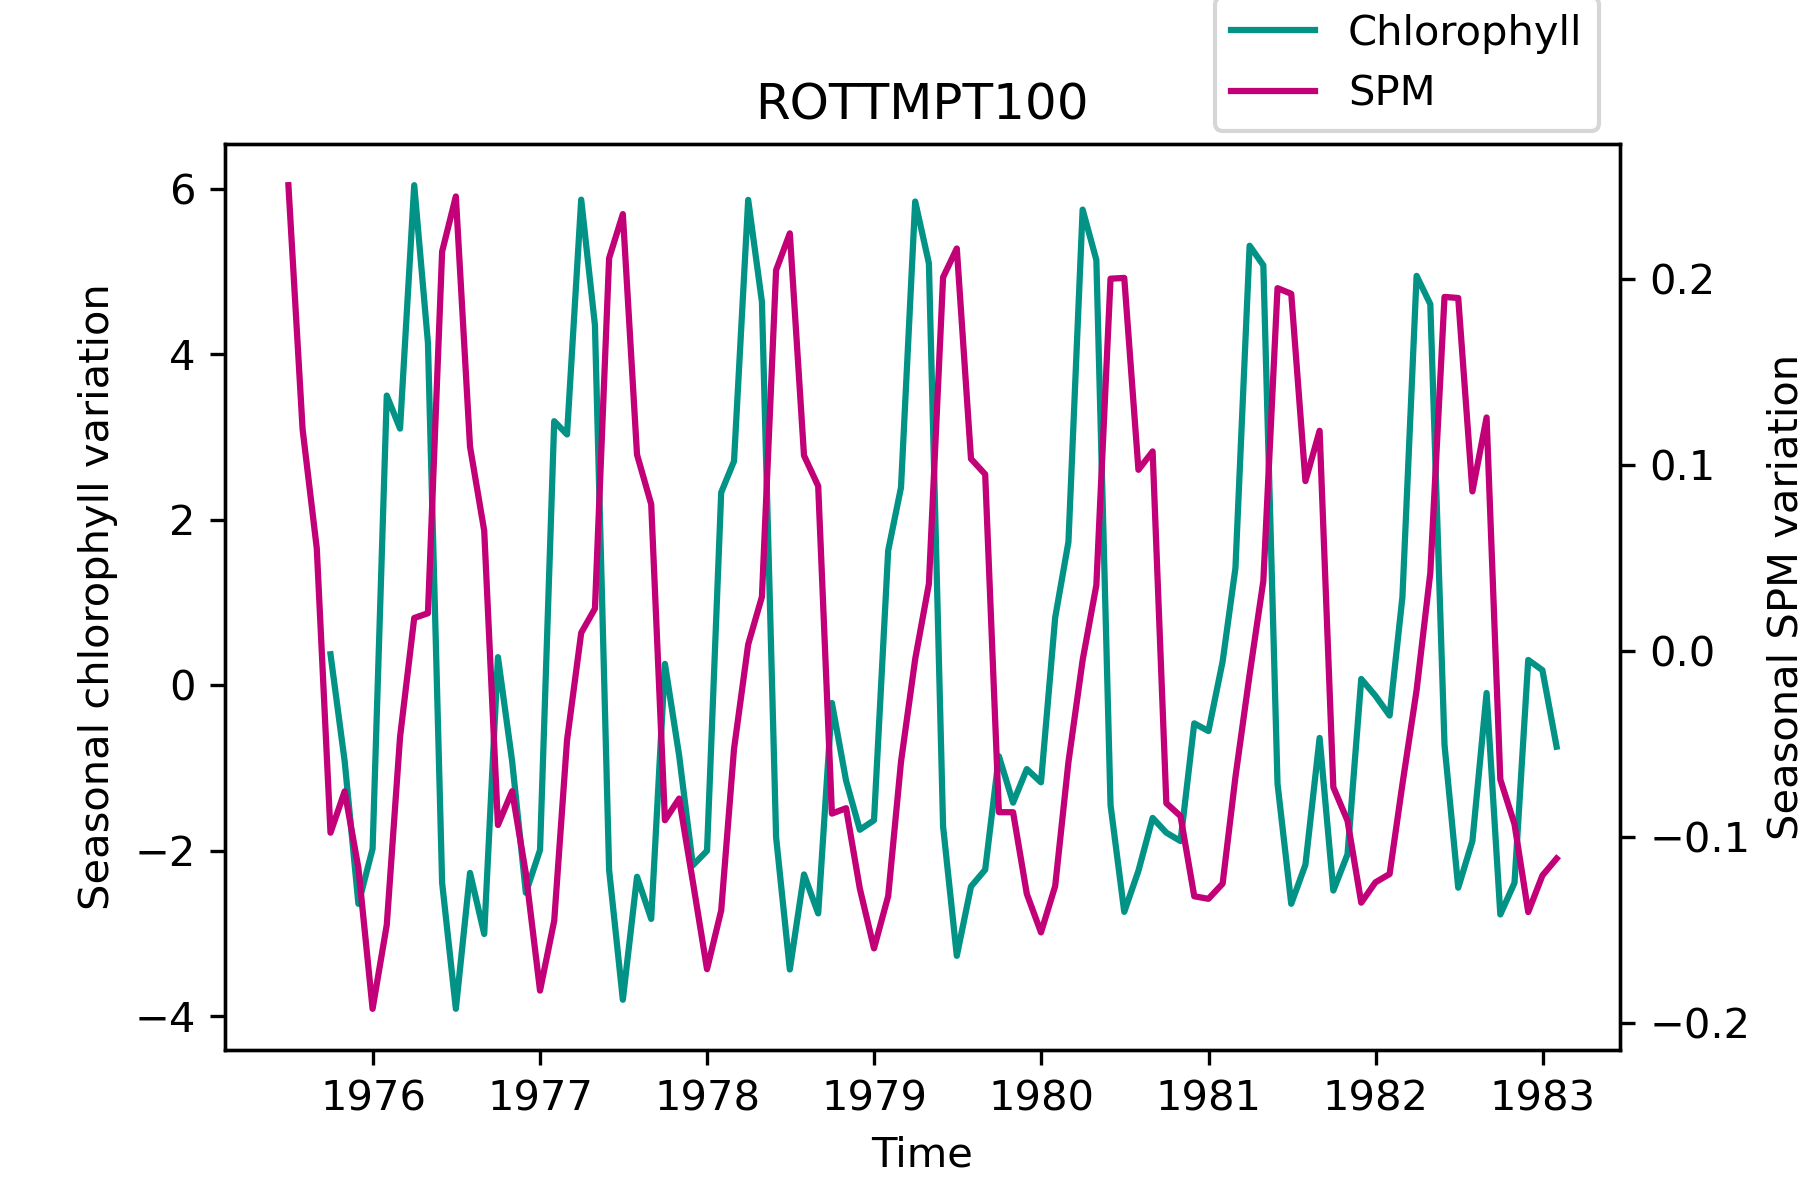 Chlorophyll
SPM
ROTTMPT100
Seasonal chlorophyll variation
6
4
2
0
−2
−4
0.2
0.1
0.0
−0.1
−0.2
Seasonal SPM variation
1976 1977 1978 1979 1980 1981 1982 1983
Time